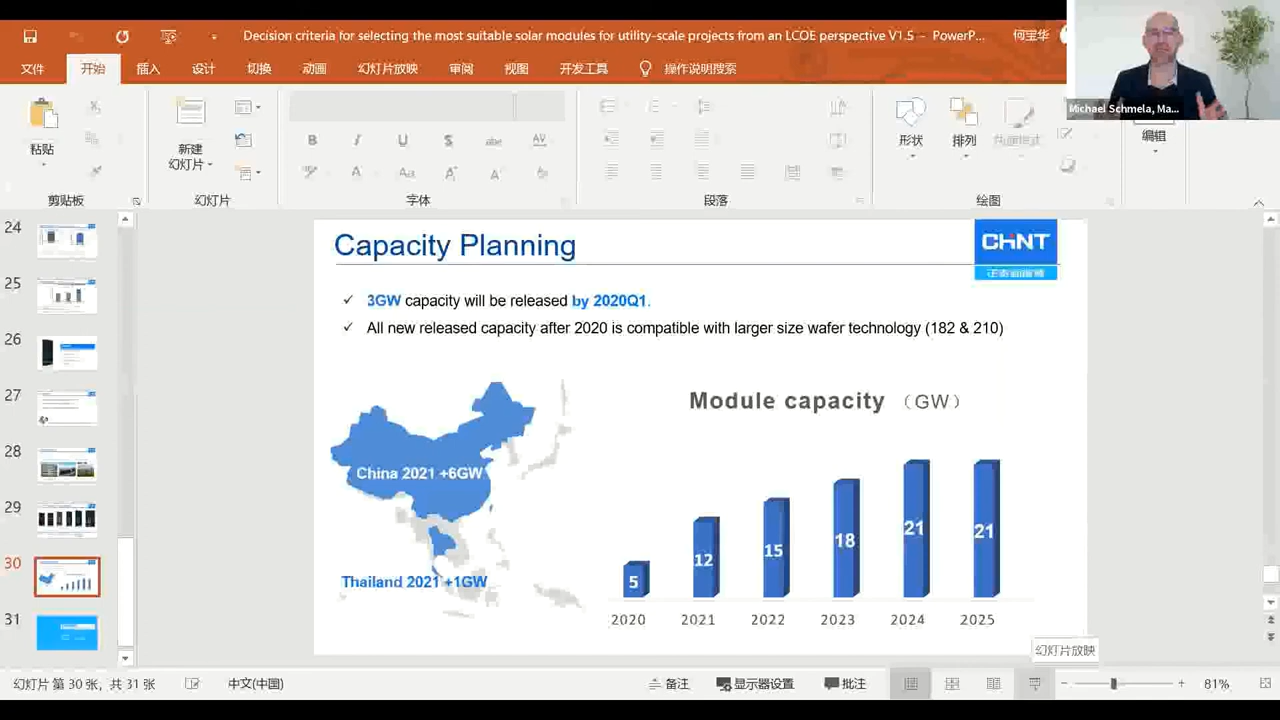 Decision criteria for selecting the most suitable solar modules for utility-scale projects from an LCOE perspective V1.5 – PowerP...
何宝华
文件
开始
插入
设计
切换
动画
幻灯片放映
审阅
视图
开发工具
操作说明搜索
Michael Schmela, Ma...
粘贴
新建
幻灯片
B I U S abc AV
Aa A A
形状
排列
编辑
剪贴板
幻灯片
字体
段落
绘图
24
25
26
27
28
29
30
31
Capacity Planning
CHNT
✓ 3GW capacity will be released by 2020Q1.
✓ All new released capacity after 2020 is compatible with larger size wafer technology (182 & 210)
Module capacity （GW）
China 2021 +6GW
Thailand 2021 +1GW
5
12
15
18
21
21
2020 2021 2022 2023 2024 2025
幻灯片放映
幻灯片 第 30 张，共 31 张
中文(中国)
备注
显示器设置
批注
81%